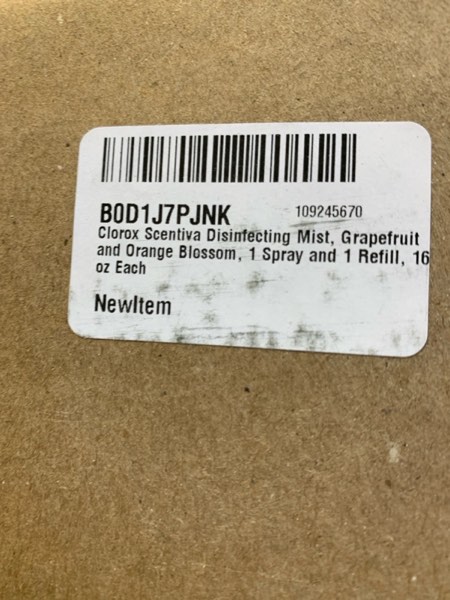 B0D1J7PJNK 109245670
Clorox Scentiva Disinfecting Mist, Grapefruit
and Orange Blossom, 1 Spray and 1 Refill, 16
oz Each
NewItem